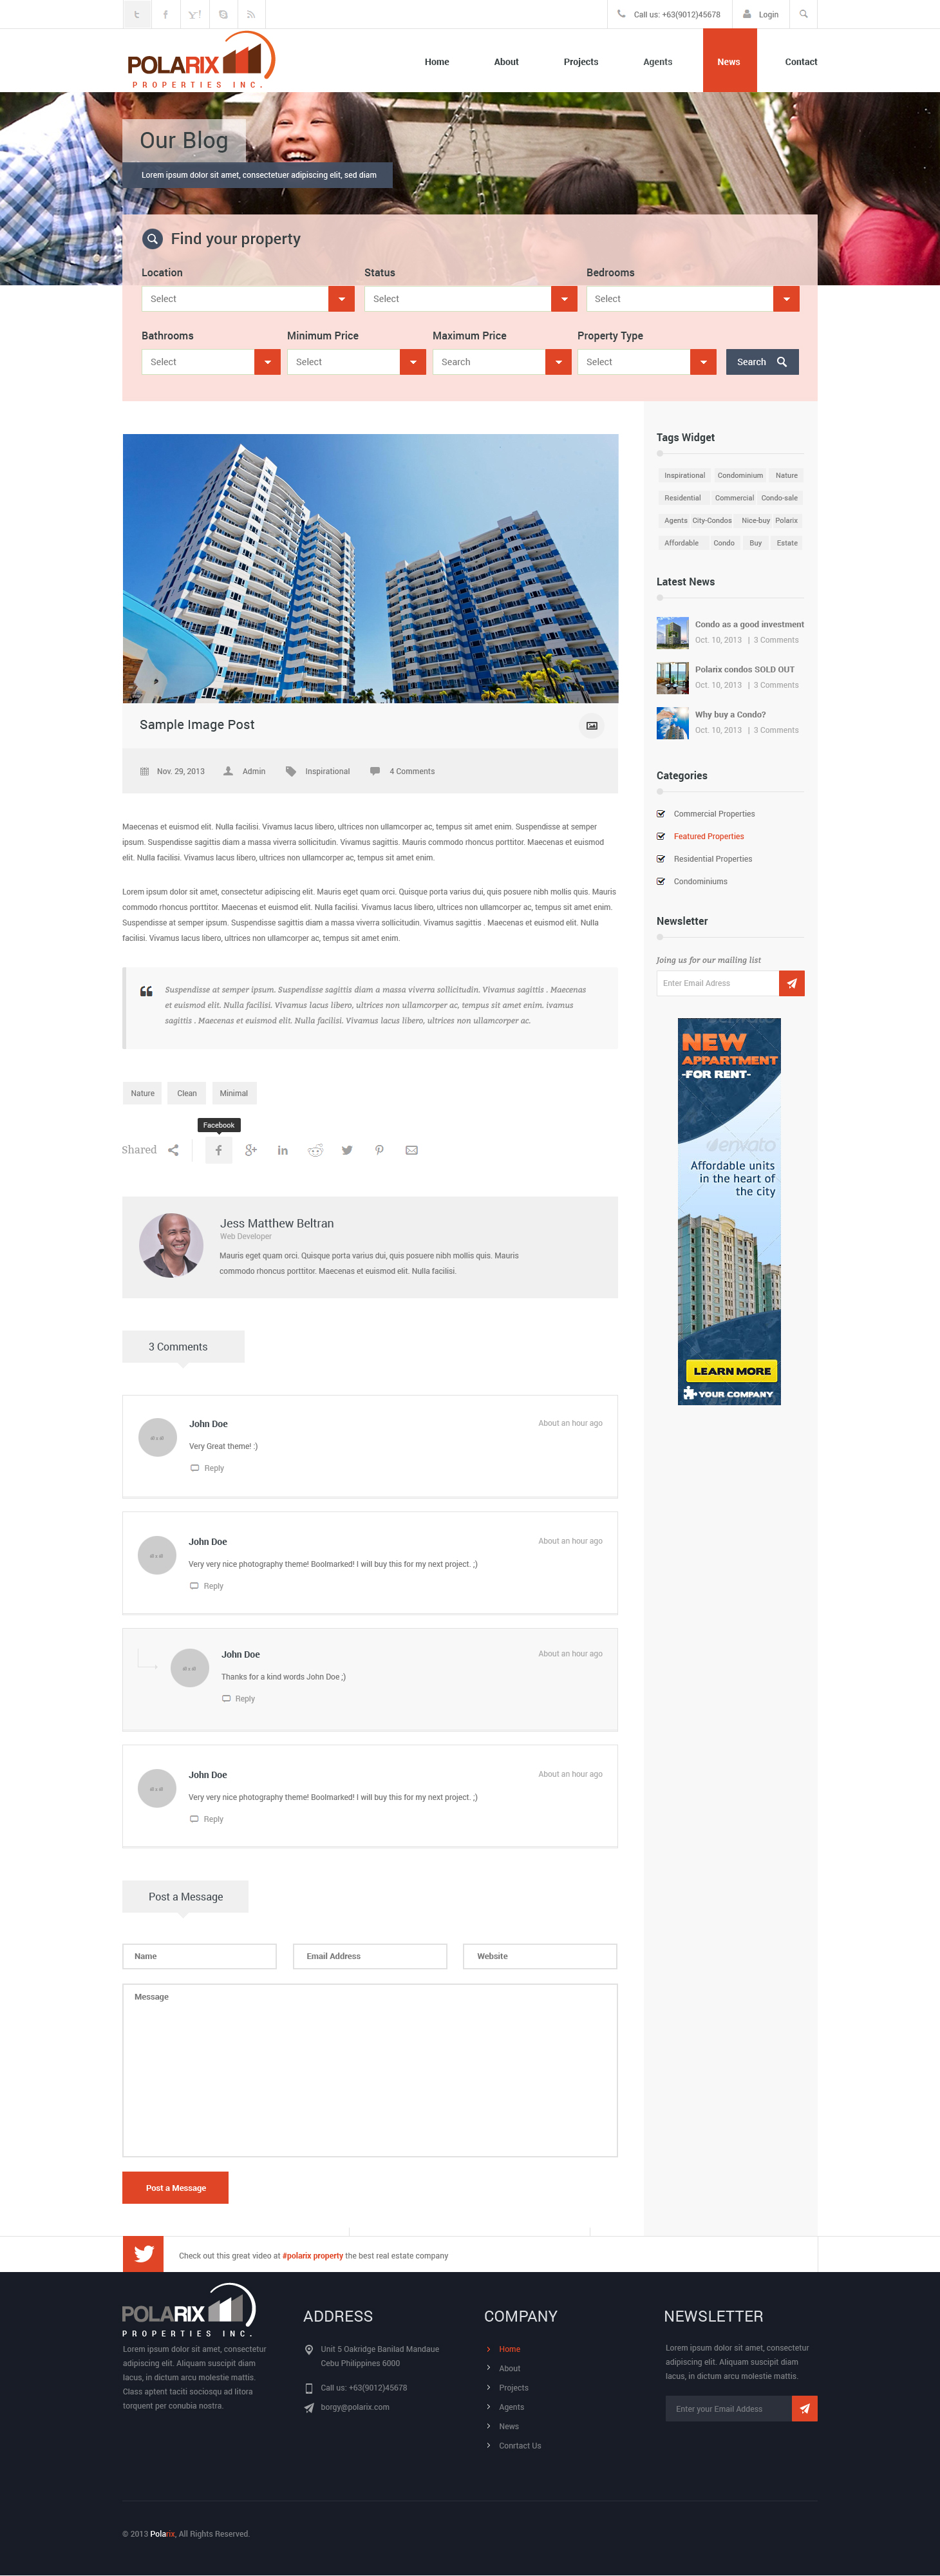 Call us: +63(9012)45678
Login
POLARIX
PROPERTIES INC.
Home
About
Projects
Agents
News
Contact
Our Blog
Lorem ipsum dolor sit amet, consectetuer adipiscing elit, sed diam
Find your property
Location
Status
Bedrooms
Select
Select
Select
Bathrooms
Minimum Price
Maximum Price
Property Type
Select
Select
Search
Select
Search
Sample Image Post
Nov. 29, 2013
Admin
Inspirational
4 Comments
Maecenas et euismod elit. Nulla facilisi. Vivamus lacus libero, ultrices non ullamcorper ac, tempus sit amet enim. Suspendisse at semper
ipsum. Suspendisse sagittis diam a massa viverra sollicitudin. Vivamus sagittis. Mauris commodo rhoncus porttitor. Maecenas et euismod
elit. Nulla facilisi. Vivamus lacus libero, ultrices non ullamcorper ac, tempus sit amet enim.
Lorem ipsum dolor sit amet, consectetur adipiscing elit. Mauris eget quam orci. Quisque porta varius dui, quis posuere nibh mollis quis. Mauris
commodo rhoncus porttitor. Maecenas et euismod elit. Nulla facilisi. Vivamus lacus libero, ultrices non ullamcorper ac, tempus sit amet enim.
Suspendisse at semper ipsum. Suspendisse sagittis diam a massa viverra sollicitudin. Vivamus sagittis . Maecenas et euismod elit. Nulla
facilisi. Vivamus lacus libero, ultrices non ullamcorper ac, tempus sit amet enim.
Suspendisse at semper ipsum. Suspendisse sagittis diam a massa viverra sollicitudin. Vivamus sagittis . Maecenas
et euismod elit. Nulla facilisi. Vivamus lacus libero, ultrices non ullamcorper ac, tempus sit amet enim. ivamus
sagittis . Maecenas et euismod elit. Nulla facilisi. Vivamus lacus libero, ultrices non ullamcorper ac.
Nature
Clean
Minimal
Facebook
Shared
Jess Matthew Beltran
Web Developer
Mauris eget quam orci. Quisque porta varius dui, quis posuere nibh mollis quis. Mauris
commodo rhoncus porttitor. Maecenas et euismod elit. Nulla facilisi.
3 Comments
John Doe
About an hour ago
Very Great theme! :)
Reply
John Doe
About an hour ago
Very very nice photography theme! Boolmarked! I will buy this for my next project. ;)
Reply
John Doe
About an hour ago
Thanks for a kind words John Doe ;)
Reply
John Doe
About an hour ago
Very very nice photography theme! Boolmarked! I will buy this for my next project. ;)
Reply
Post a Message
Name
Email Address
Website
Message
Post a Message
Tags Widget
Inspirational Condominium Nature
Residential Commercial Condo-sale
Agents City-Condos Nice-buy Polarix
Affordable Condo Buy Estate
Latest News
Condo as a good investment
Oct. 10, 2013 | 3 Comments
Polarix condos SOLD OUT
Oct. 10, 2013 | 3 Comments
Why buy a Condo?
Oct. 10, 2013 | 3 Comments
Categories
Commercial Properties
Featured Properties
Residential Properties
Condominiums
Newsletter
Joing us for our mailing list
Enter Email Adress
NEW
APPARTMENT
-FOR RENT-
envato
Affordable units
in the heart of
the city
LEARN MORE
YOUR COMPANY
Check out this great video at #polarix property the best real estate company
POLARIX
PROPERTIES INC.
Lorem ipsum dolor sit amet, consectetur
adipiscing elit. Aliquam suscipit diam
lacus, in dictum arcu molestie mattis.
Class aptent taciti sociosqu ad litora
torquent per conubia nostra.
ADDRESS
Unit 5 Oakridge Banilad Mandaue
Cebu Philippines 6000
Call us: +63(9012)45678
borgy@polarix.com
COMPANY
Home
About
Projects
Agents
News
Conrtact Us
NEWSLETTER
Lorem ipsum dolor sit amet, consectetur
adipiscing elit. Aliquam suscipit diam
lacus, in dictum arcu molestie mattis.
Enter your Email Addess
© 2013 Polarix, All Rights Reserved.